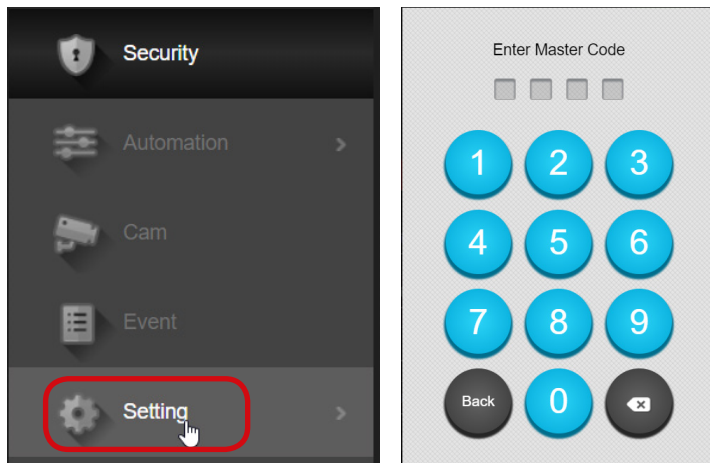 Security
Automation
Cam
Event
Setting
Enter Master Code
1 2 3
4 5 6
7 8 9
Back 0